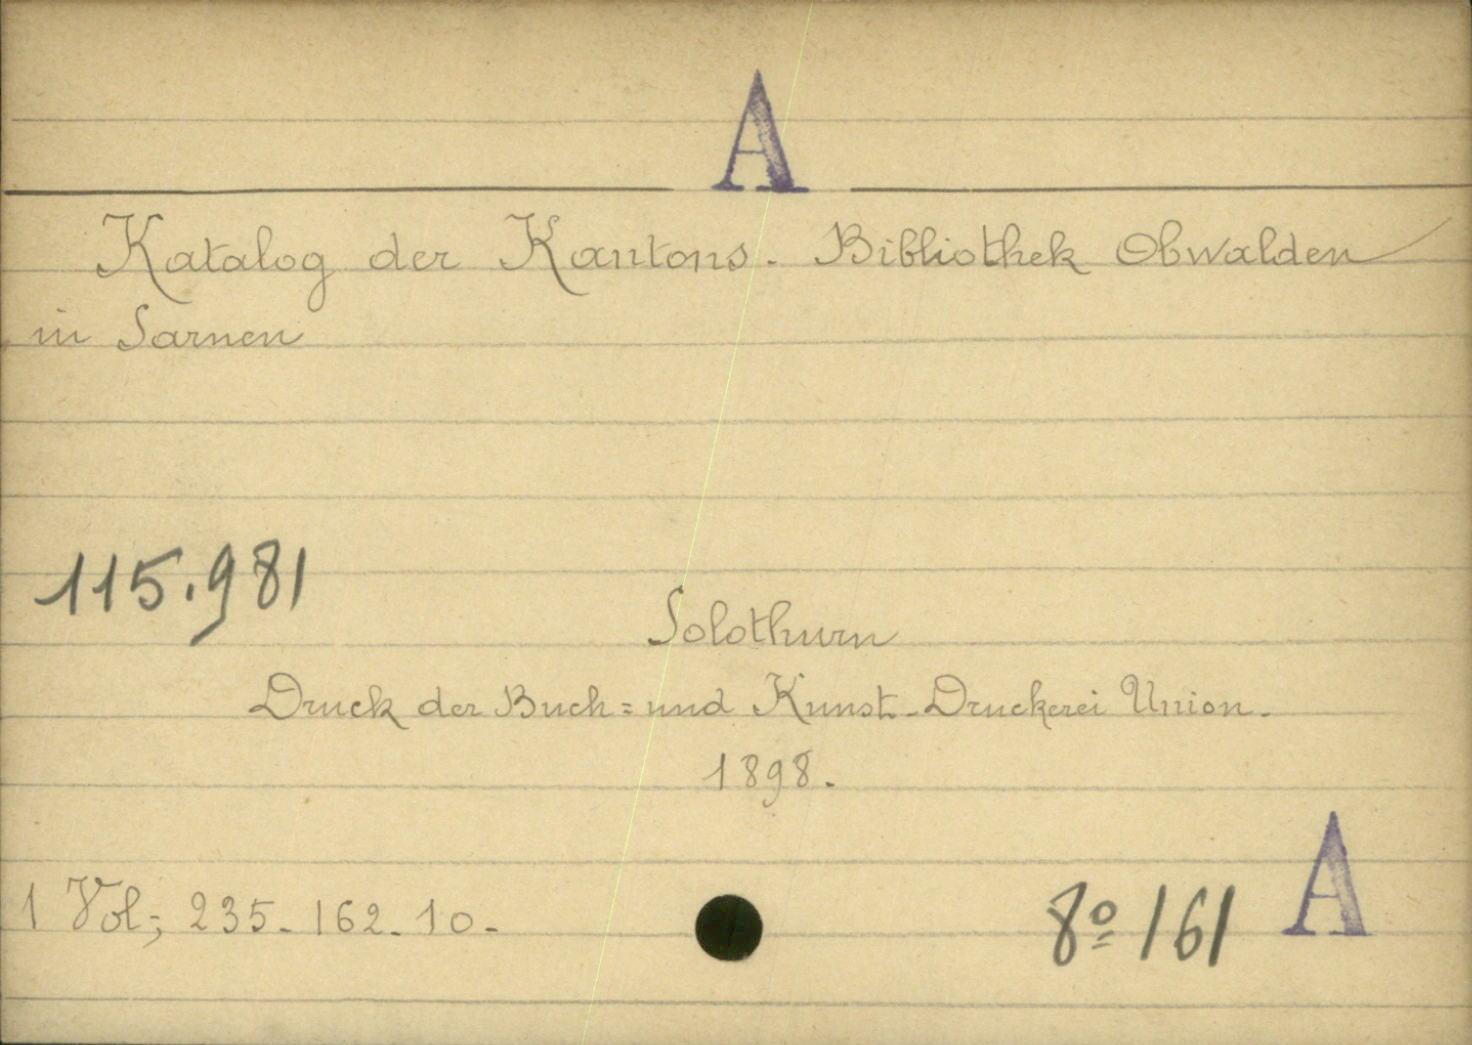 A
Katalog der Kantons. Bibliothek Obwalden
in Sarnen
115.981
Solothurn
Druck der Buch= und Kunst-Druckerei Union.
1898.
1 Vol; 235-162-10-
8º 161 A